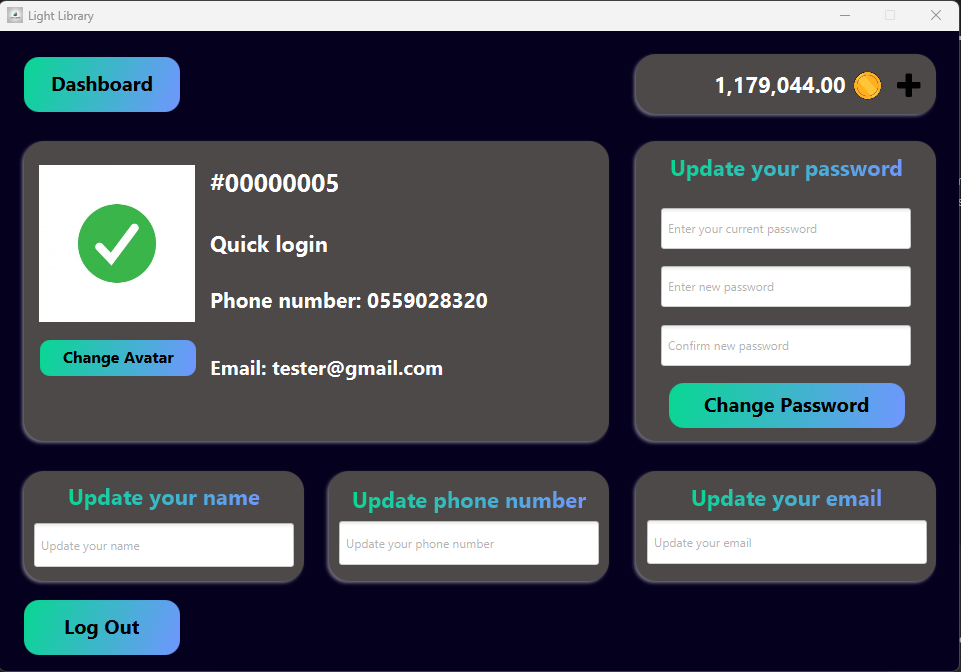 Light Library
Dashboard
1,179,044.00
#00000005
Quick login
Phone number: 0559028320
Change Avatar
Email: tester@gmail.com
Update your password
Enter your current password
Enter new password
Confirm new password
Change Password
Update your name
Update your name
Update phone number
Update your phone number
Update your email
Update your email
Log Out